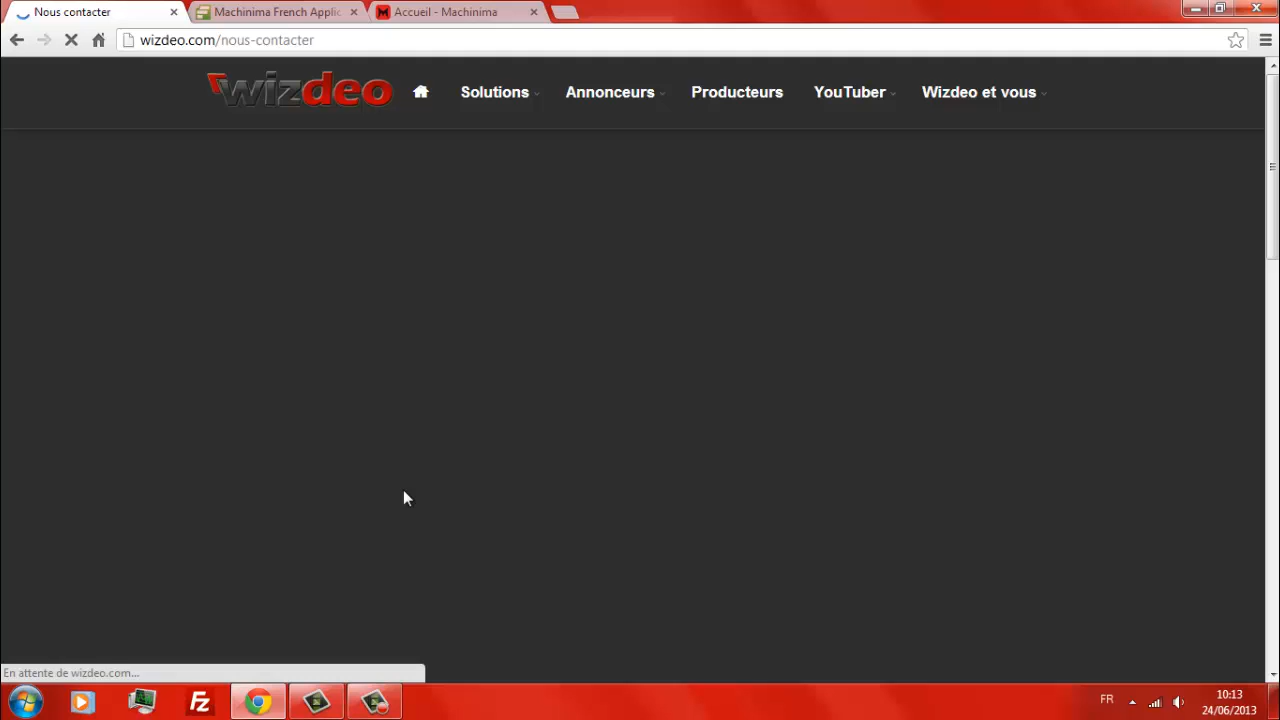 Nous contacter
Machinima French Applic
Accueil - Machinima
wizdeo.com/nous-contacter
wizdeo
Solutions
Annonceurs
Producteurs
YouTuber
Wizdeo et vous
En attente de wizdeo.com...
Fz
FR
10:13
24/06/2013